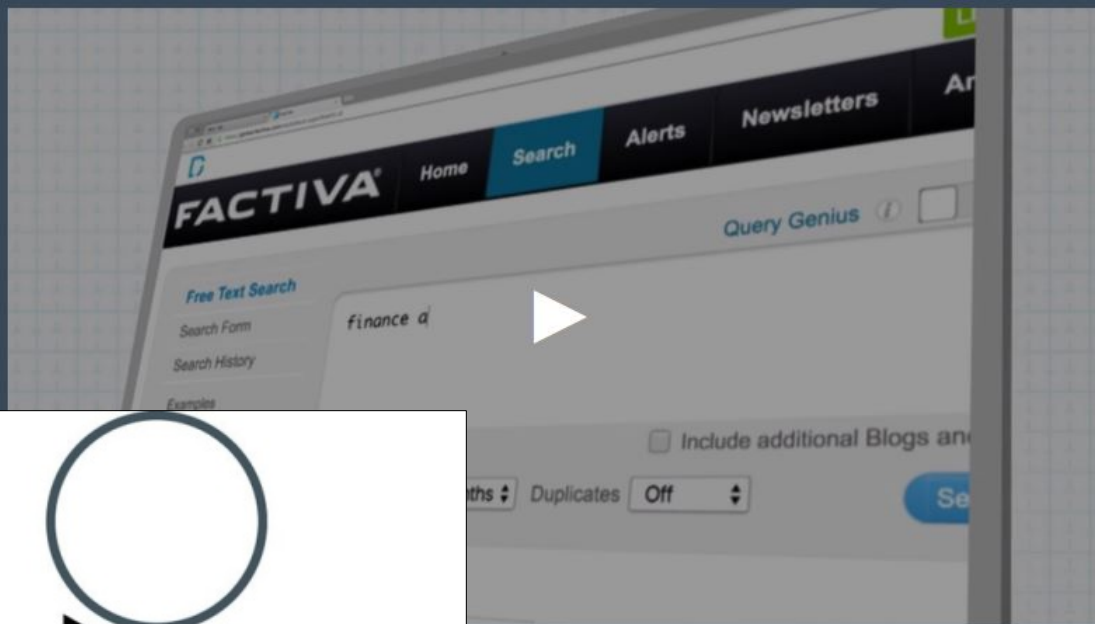 FACTIVA® Home Search Alerts Newsletters
Query Genius
Free Text Search
finance a
Search Form
Search History
Examples
Include additional Blogs
Duplicates Off